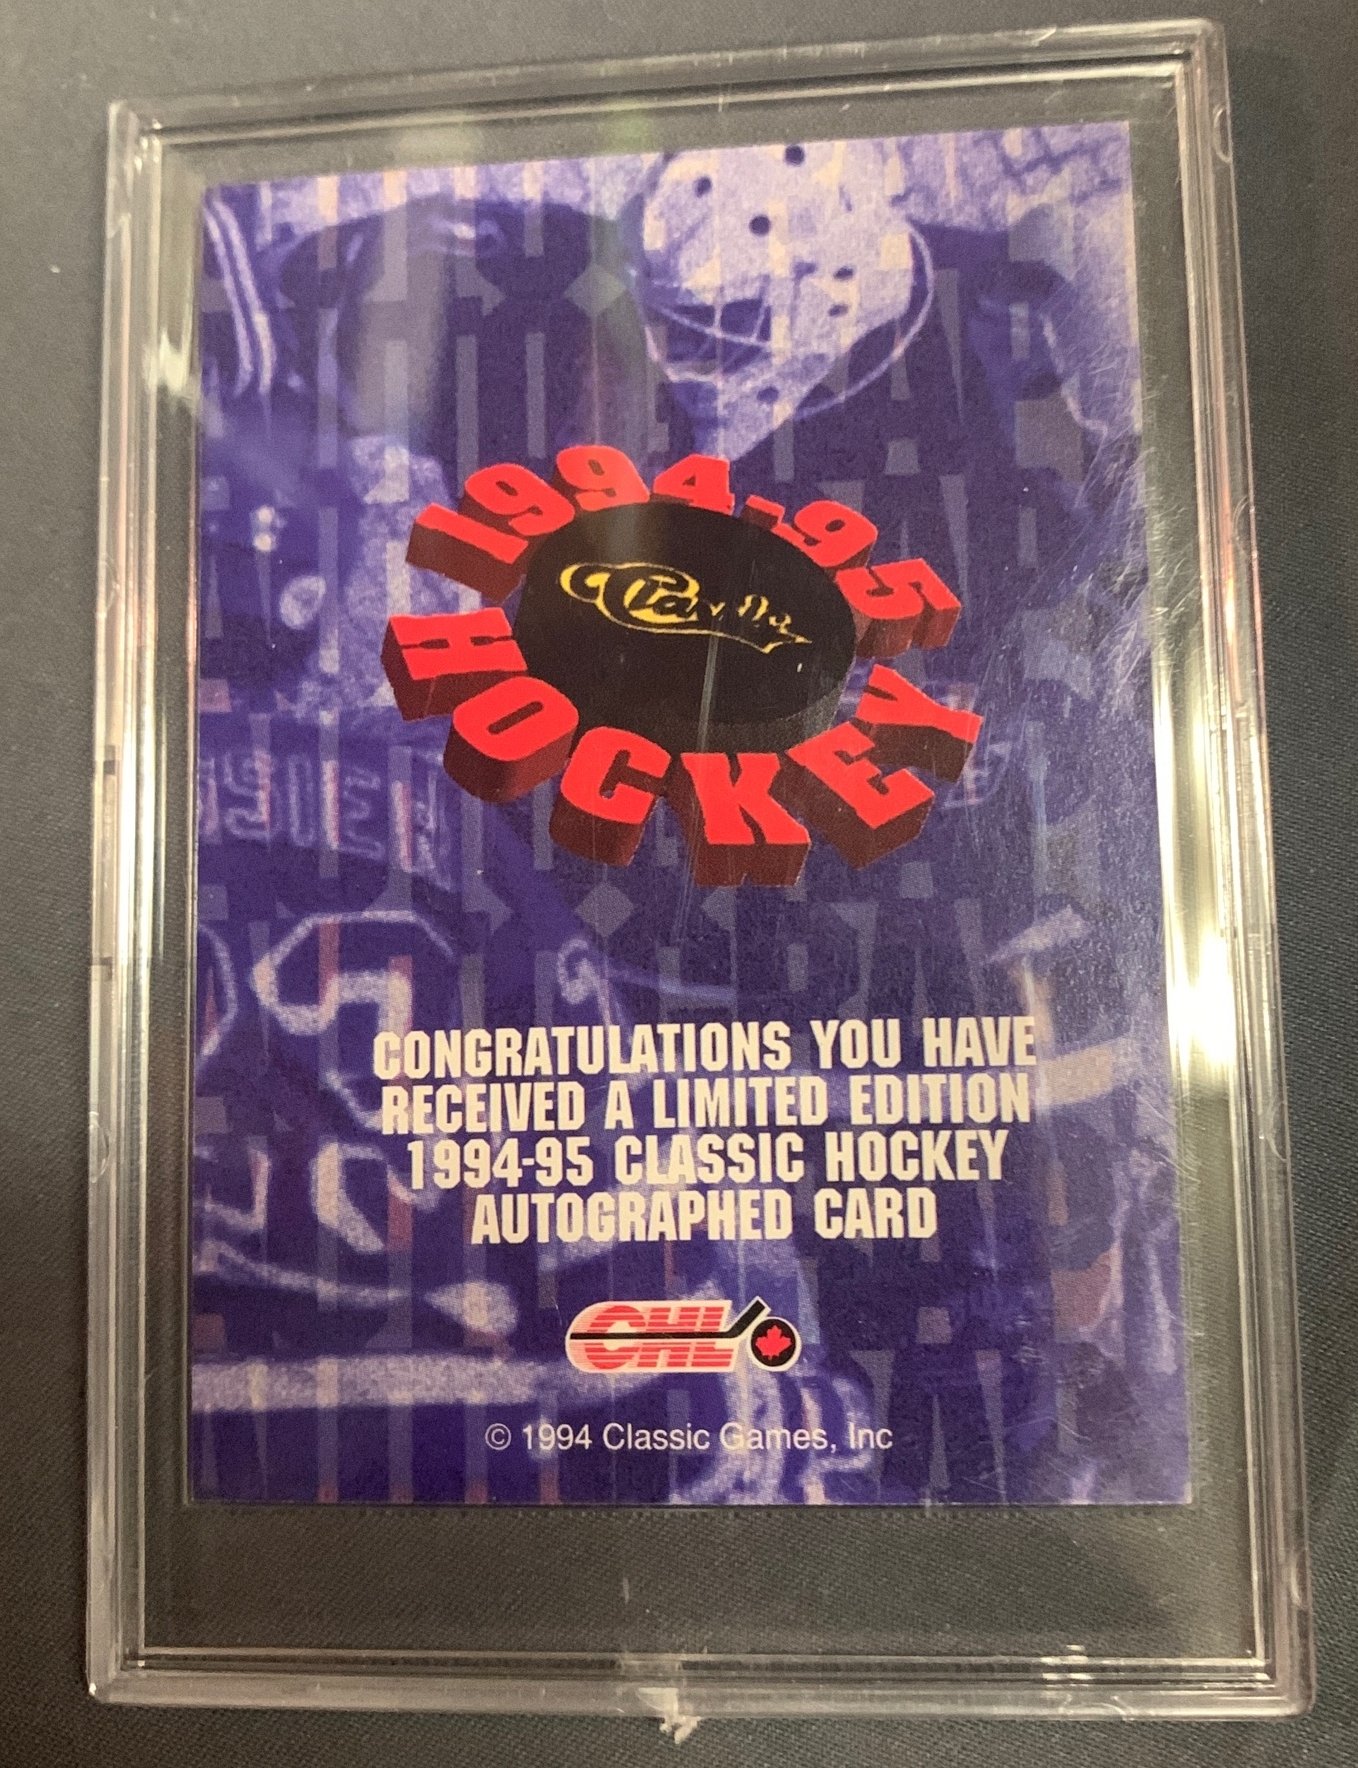 1994-95
Classic
HOCKEY
CONGRATULATIONS YOU HAVE
RECEIVED A LIMITED EDITION
1994-95 CLASSIC HOCKEY
AUTOGRAPHED CARD
CHL
© 1994 Classic Games, Inc